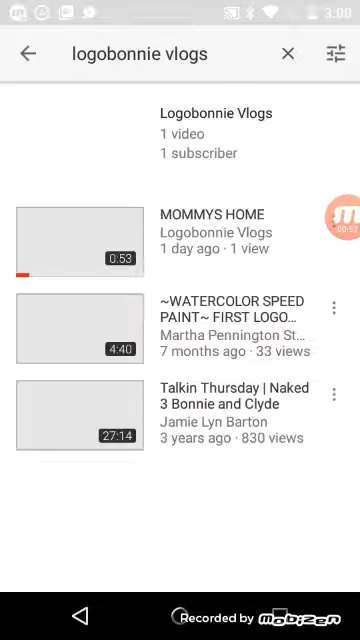 3:00
logobonnie vlogs
Logobonnie Vlogs
1 video
1 subscriber
MOMMYS HOME
Logobonnie Vlogs
1 day ago · 1 view
0:53
00:52
~WATERCOLOR SPEED
PAINT~ FIRST LOGO...
Martha Pennington St...
7 months ago · 33 views
4:40
Talkin Thursday | Naked
3 Bonnie and Clyde
Jamie Lyn Barton
3 years ago · 830 views
27:14
Recorded by mobizen